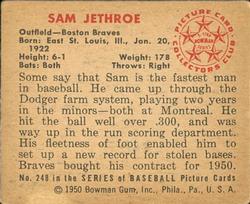 SAM JETHROE
Outfield—Boston Braves
Born: East St. Louis, Ill., Jan. 20,
1922
Height: 6-1 Weight: 178
Bats: Both Throws: Right
PICTURE CARD
COLLECTORS CLUB
Some say that Sam is the fastest man
in baseball. He came up through the
Dodger farm system, playing two years
in the minors—both at Montreal. He
hit well over the .300 circle, and was
way up in the run scoring department.
His fleetness of foot enabled him to
set up a new record for stolen bases.
Braves bought his contract for 1950.
No. 248 in the SERIES OF BASEBALL Picture Cards
©1950 Bowman Gum, Inc., Phila., Pa., U. S. A.